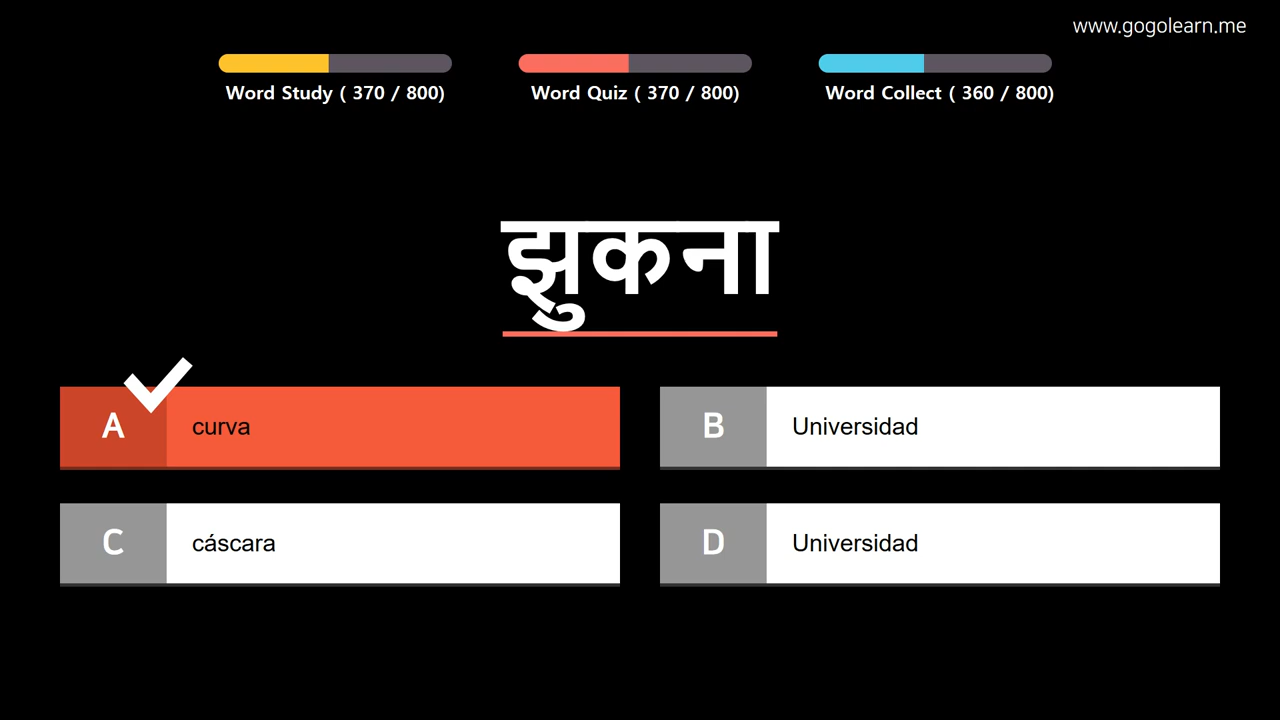 www.gogolearn.me
Word Study ( 370 / 800)
Word Quiz ( 370 / 800)
Word Collect ( 360 / 800)
झुकना
A curva
B Universidad
C cáscara
D Universidad